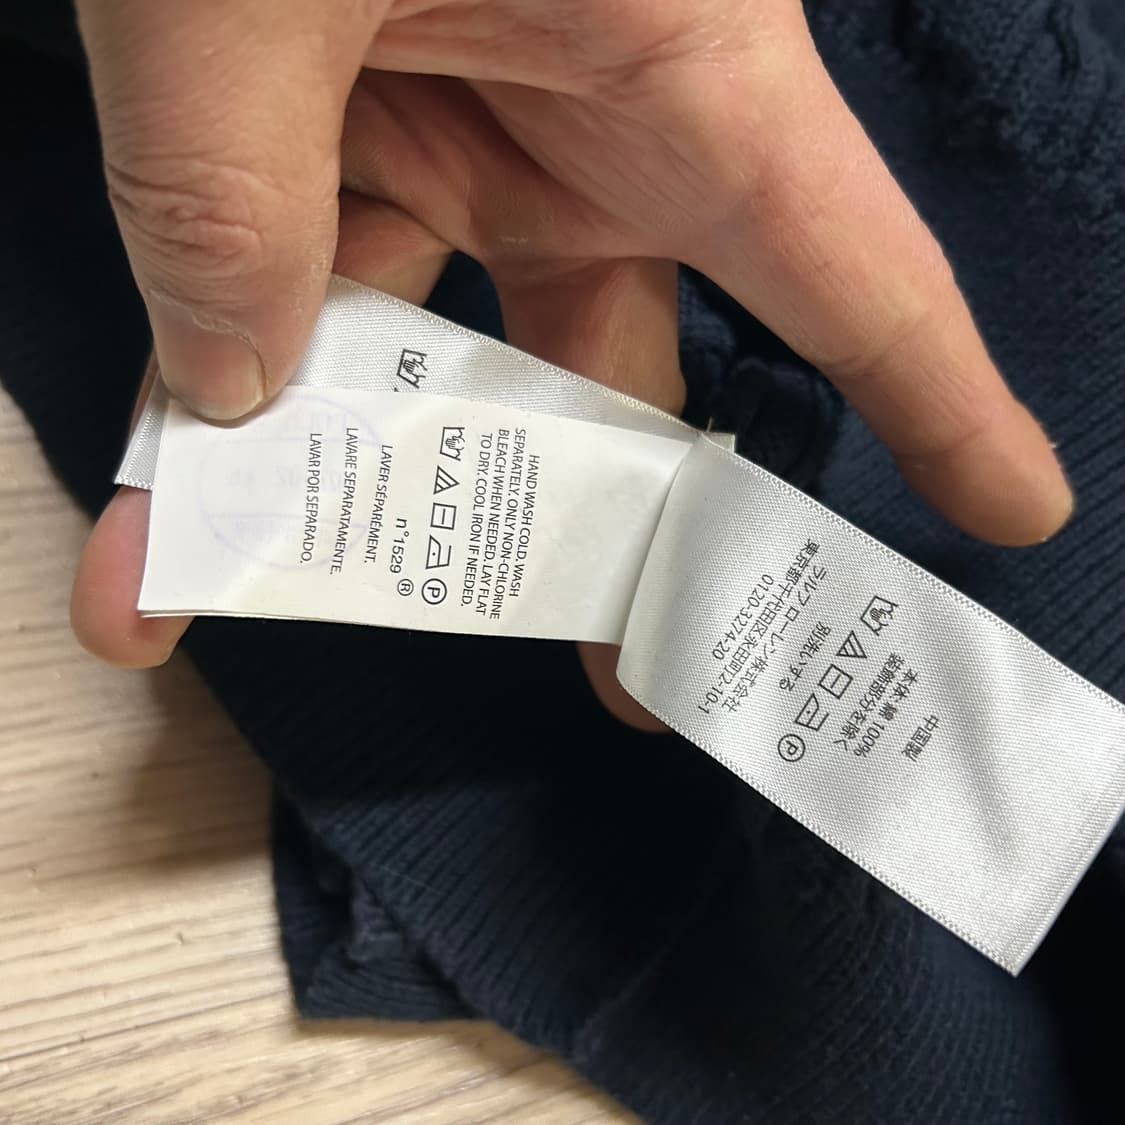 HAND WASH COLD, WASH
SEPARATELY. ONLY NON-CHLORINE
BLEACH WHEN NEEDED. LAY FLAT
TO DRY. COOL IRON IF NEEDED.
P
n°1529 ®
LAVER SÉPARÉMENT.
LAVARE SEPARATAMENTE.
LAVAR POR SEPARADO.
中国製
本体 綿 100%
装飾部分を除く
P
別洗いする
ラルフ ローレン株式会社
東京都千代田区永田町2-10-1
0120-3274-20